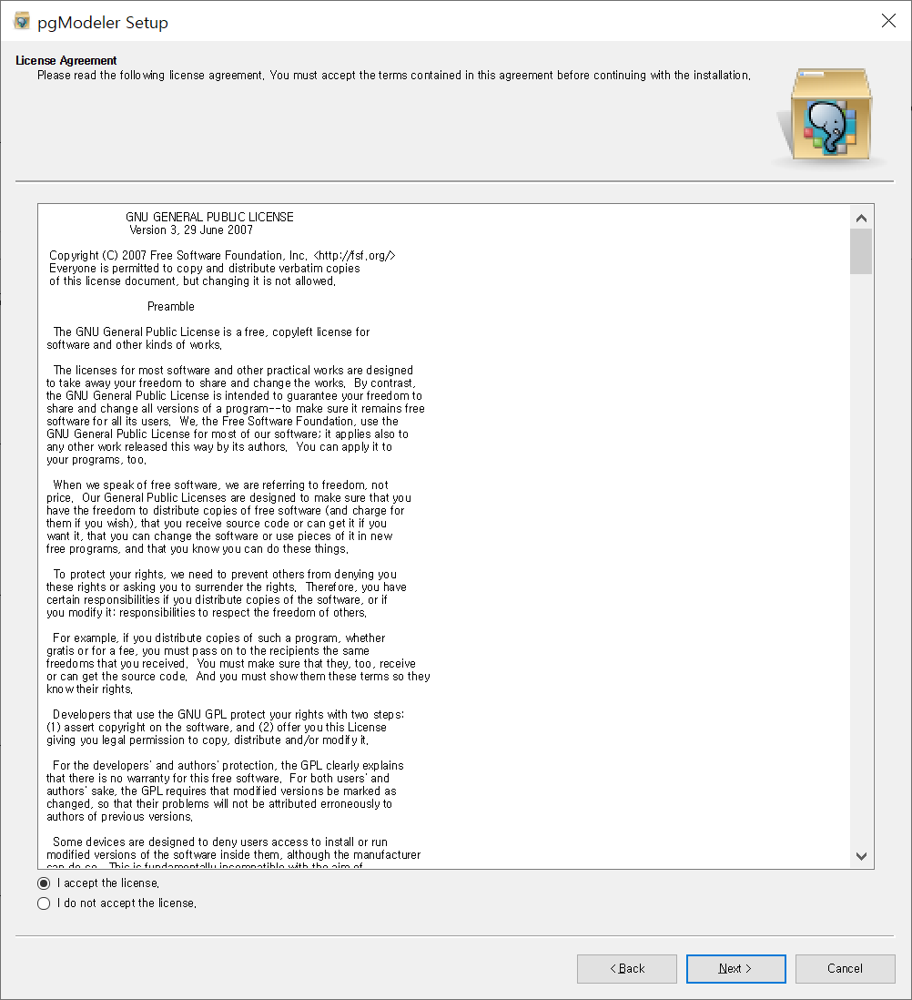 pgModeler Setup
License Agreement
Please read the following license agreement. You must accept the terms contained in this agreement before continuing with the installation.
GNU GENERAL PUBLIC LICENSE
Version 3, 29 June 2007
Copyright (C) 2007 Free Software Foundation, Inc. <http://fsf.org/>
Everyone is permitted to copy and distribute verbatim copies
of this license document, but changing it is not allowed.
Preamble
The GNU General Public License is a free, copyleft license for
software and other kinds of works.
The licenses for most software and other practical works are designed
to take away your freedom to share and change the works. By contrast,
the GNU General Public License is intended to guarantee your freedom to
share and change all versions of a program--to make sure it remains free
software for all its users. We, the Free Software Foundation, use the
GNU General Public License for most of our software; it applies also to
any other work released this way by its authors. You can apply it to
your programs, too.
When we speak of free software, we are referring to freedom, not
price. Our General Public Licenses are designed to make sure that you
have the freedom to distribute copies of free software (and charge for
them if you wish), that you receive source code or can get it if you
want it, that you can change the software or use pieces of it in new
free programs, and that you know you can do these things.
To protect your rights, we need to prevent others from denying you
these rights or asking you to surrender the rights. Therefore, you have
certain responsibilities if you distribute copies of the software, or if
you modify it: responsibilities to respect the freedom of others.
For example, if you distribute copies of such a program, whether
gratis or for a fee, you must pass on to the recipients the same
freedoms that you received. You must make sure that they, too, receive
or can get the source code. And you must show them these terms so they
know their rights.
Developers that use the GNU GPL protect your rights with two steps:
(1) assert copyright on the software, and (2) offer you this License
giving you legal permission to copy, distribute and/or modify it.
For the developers' and authors' protection, the GPL clearly explains
that there is no warranty for this free software. For both users' and
authors' sake, the GPL requires that modified versions be marked as
changed, so that their problems will not be attributed erroneously to
authors of previous versions.
Some devices are designed to deny users access to install or run
modified versions of the software inside them, although the manufacturer
can do so. This is fundamentally incompatible with the aim of
I accept the license.
I do not accept the license.
< Back
Next >
Cancel